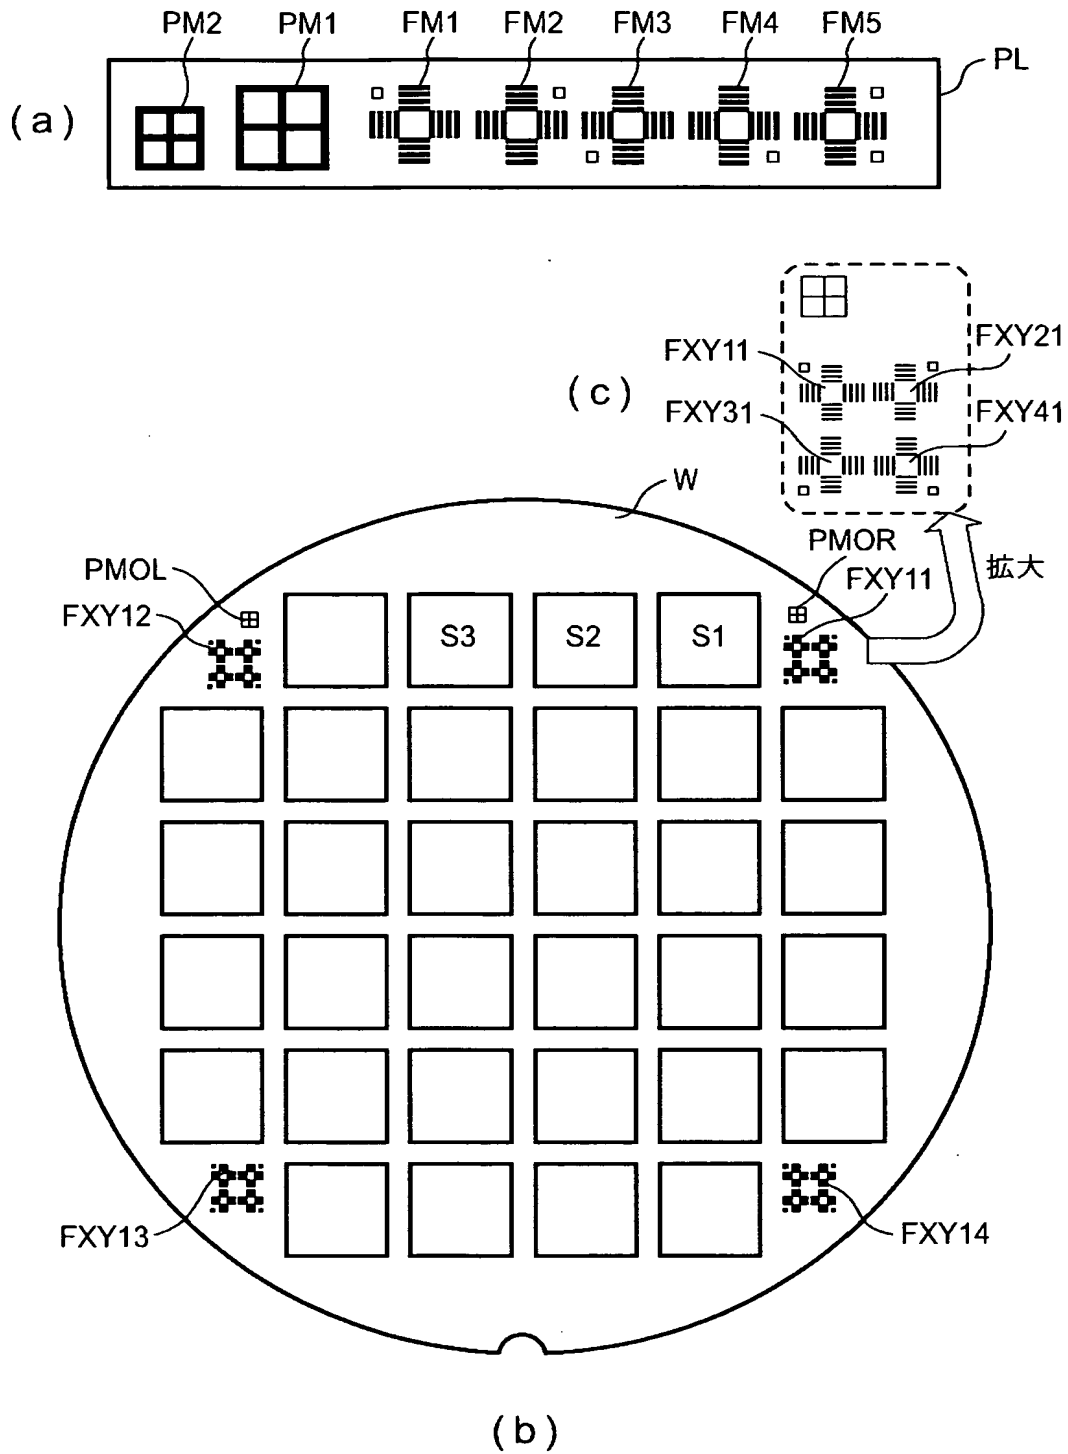 PM2 PM1 FM1 FM2 FM3 FM4 FM5
PL
(a)
FXY11
FXY21
(c)
FXY31
FXY41
W
PMOR
PMOL
FXY11
拡大
FXY12
S3 S2 S1
FXY13
FXY14
(b)